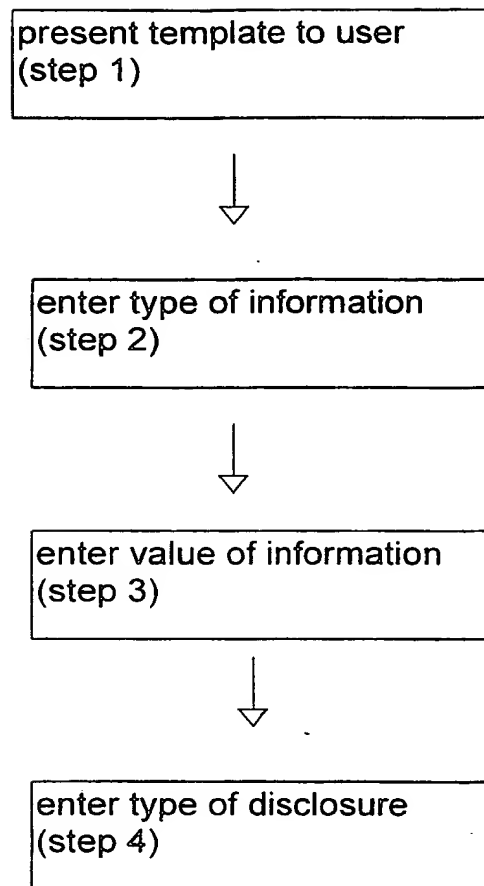 present template to user
(step 1)
enter type of information
(step 2)
enter value of information
(step 3)
enter type of disclosure
(step 4)